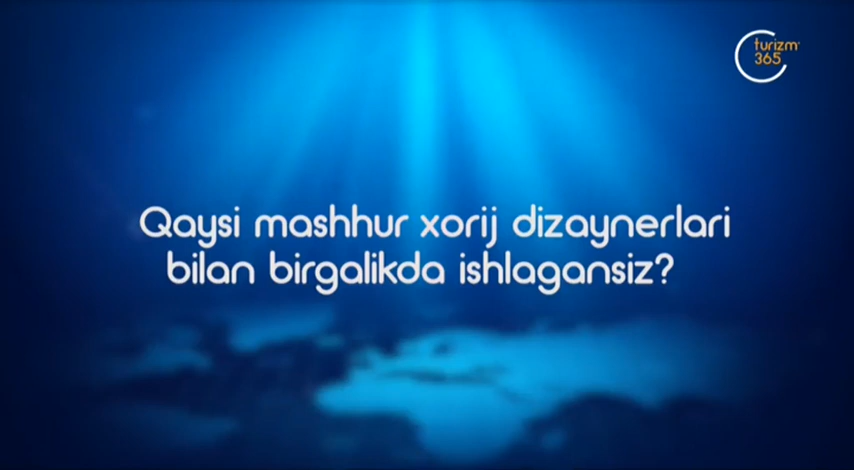 turizm
365
Qaysi mashhur xorij dizaynerlari
bilan birgalikda ishlagansiz?